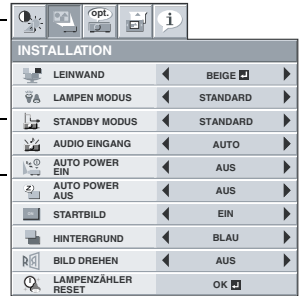 opt.
i
INSTALLATION
LEINWAND BEIGE
LAMPEN MODUS STANDARD
STANDBY MODUS STANDARD
AUDIO EINGANG AUTO
AUTO POWER
EIN AUS
AUTO POWER
AUS AUS
STARTBILD EIN
HINTERGRUND BLAU
BILD DREHEN AUS
LAMPENZÄHLER
RESET OK